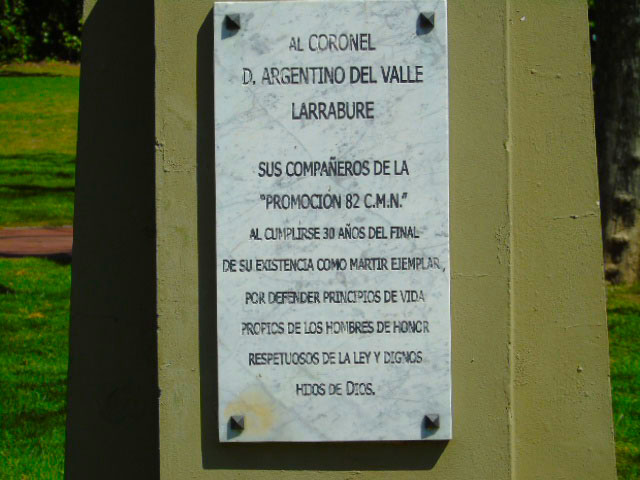 AL CORONEL
D. ARGENTINO DEL VALLE
LARRABURE
SUS COMPAÑEROS DE LA
"PROMOCION 82 C.M.N."
AL CUMPLIRSE 30 AÑOS DEL FINAL
DE SU EXISTENCIA COMO MARTIR EJEMPLAR,
POR DEFENDER PRINCIPIOS DE VIDA
PROPIOS DE LOS HOMBRES DE HONOR
RESPETUOSOS DE LA LEY Y DIGNOS
HIJOS DE DIOS.